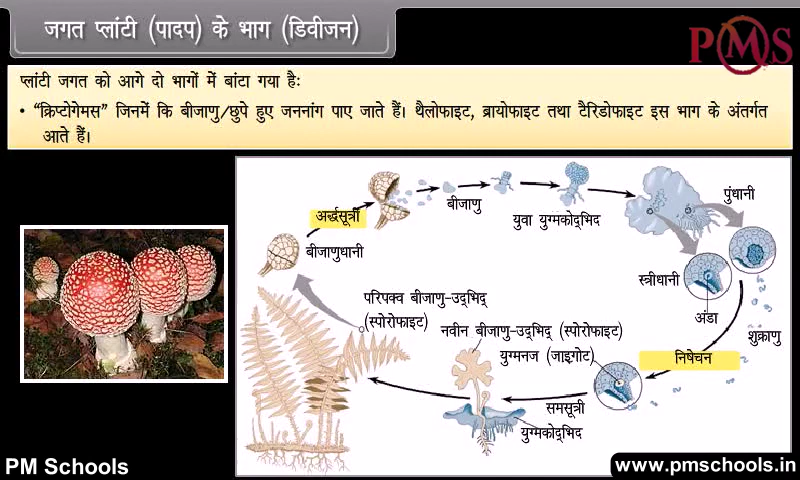 जगत प्लांटी (पादप) के भाग (डिवीजन)
PMS
प्लांटी जगत को आगे दो भागों में बांटा गया हैः
• “क्रिप्टोगेमस” जिनमें कि बीजाणु/छुपे हुए जननांग पाए जाते हैं। थैलोफाइट, ब्रायोफाइट तथा टैरिडोफाइट इस भाग के अंतर्गत
आते हैं।
पुंधानी
बीजाणु
अर्द्धसूत्री
युवा युग्मकोद्भिद
बीजाणुधानी
स्त्रीधानी
परिपक्व बीजाणु-उद्भिद्
(स्पोरोफाइट)
अंडा
शुक्राणु
नवीन बीजाणु-उद्भिद् (स्पोरोफाइट)
युग्मनज (जाइगोट)
निषेचन
समसूत्री
युग्मकोद्भिद
PM Schools
www.pmschools.in